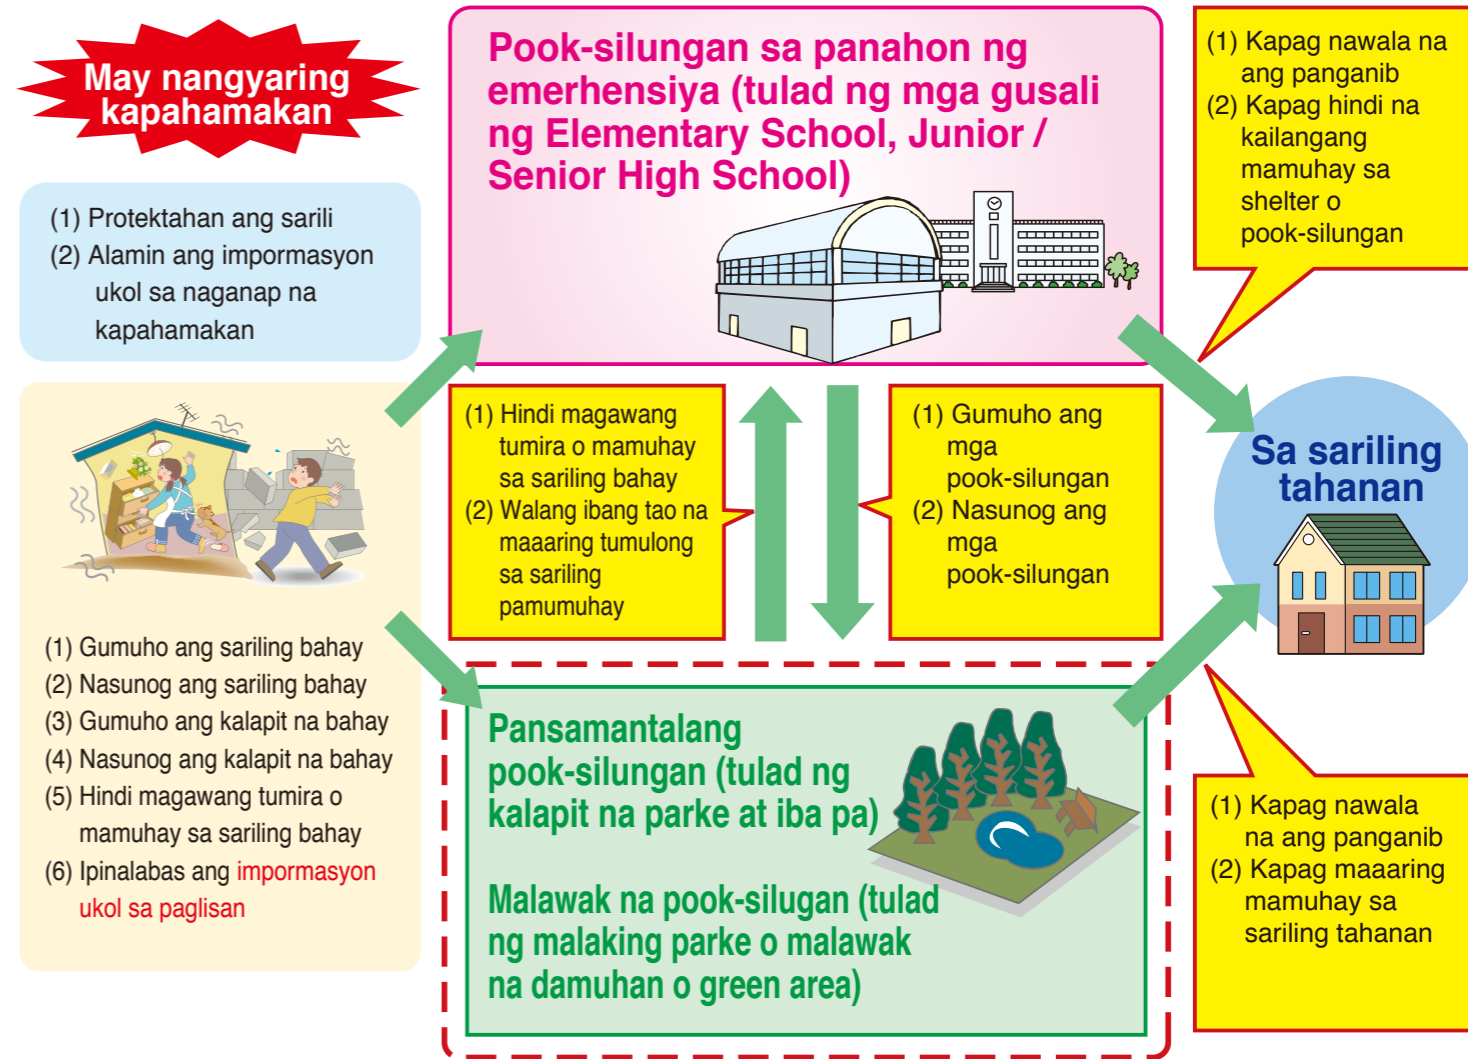 May nangyaring
kapahamakan
(1) Protektahan ang sarili
(2) Alamin ang impormasyon
ukol sa naganap na
kapahamakan
(1) Gumuho ang sariling bahay
(2) Nasunog ang sariling bahay
(3) Gumuho ang kalapit na bahay
(4) Nasunog ang kalapit na bahay
(5) Hindi magawang tumira o
mamuhay sa sariling bahay
(6) Ipinalabas ang impormasyon
ukol sa paglisan
Pook-silungan sa panahon ng
emerhensiya (tulad ng mga gusali
ng Elementary School, Junior /
Senior High School)
(1) Hindi magawang
tumira o mamuhay
sa sariling bahay
(2) Walang ibang tao na
maaaring tumulong
sa sariling
pamumuhay
(1) Gumuho ang
mga
pook-silungan
(2) Nasunog ang
mga
pook-silungan
Pansamantalang
pook-silungan (tulad ng
kalapit na parke at iba pa)
Malawak na pook-silugan (tulad
ng malaking parke o malawak
na damuhan o green area)
(1) Kapag nawala na
ang panganib
(2) Kapag hindi na
kailangang
mamuhay sa
shelter o
pook-silungan
Sa sariling
tahanan
(1) Kapag nawala
na ang panganib
(2) Kapag maaaring
mamuhay sa
sariling tahanan